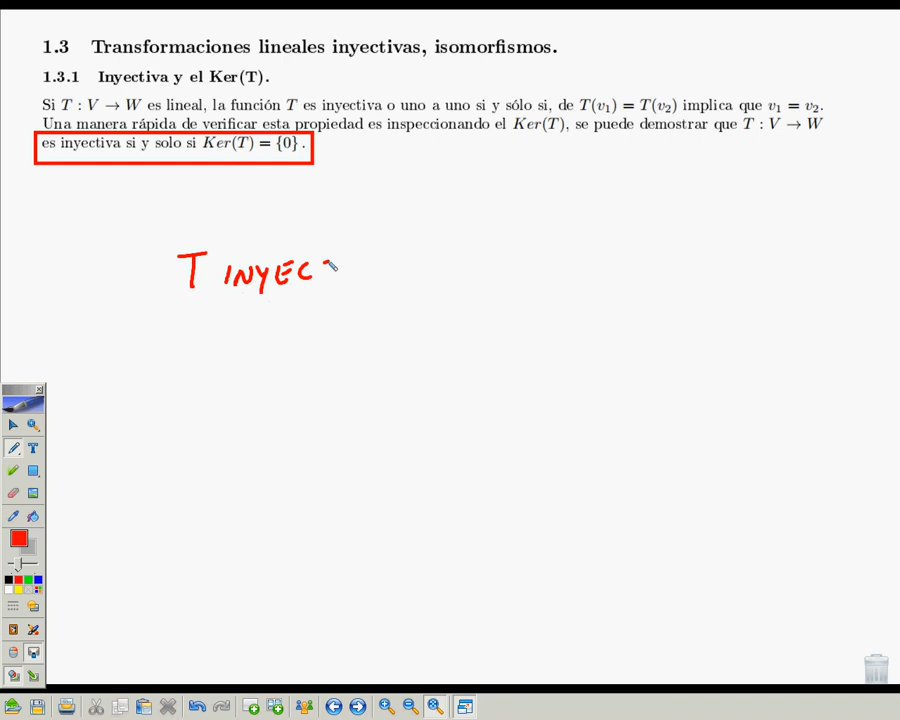 1.3 Transformaciones lineales inyectivas, isomorfismos.
1.3.1 Inyectiva y el Ker(T).
Si T : V → W es lineal, la función T es inyectiva o uno a uno si y sólo si, de T(v₁) = T(v₂) implica que v₁ = v₂.
Una manera rápida de verificar esta propiedad es inspeccionando el Ker(T), se puede demostrar que T : V → W
es inyectiva si y solo si Ker(T) = {0} .
T INYEC